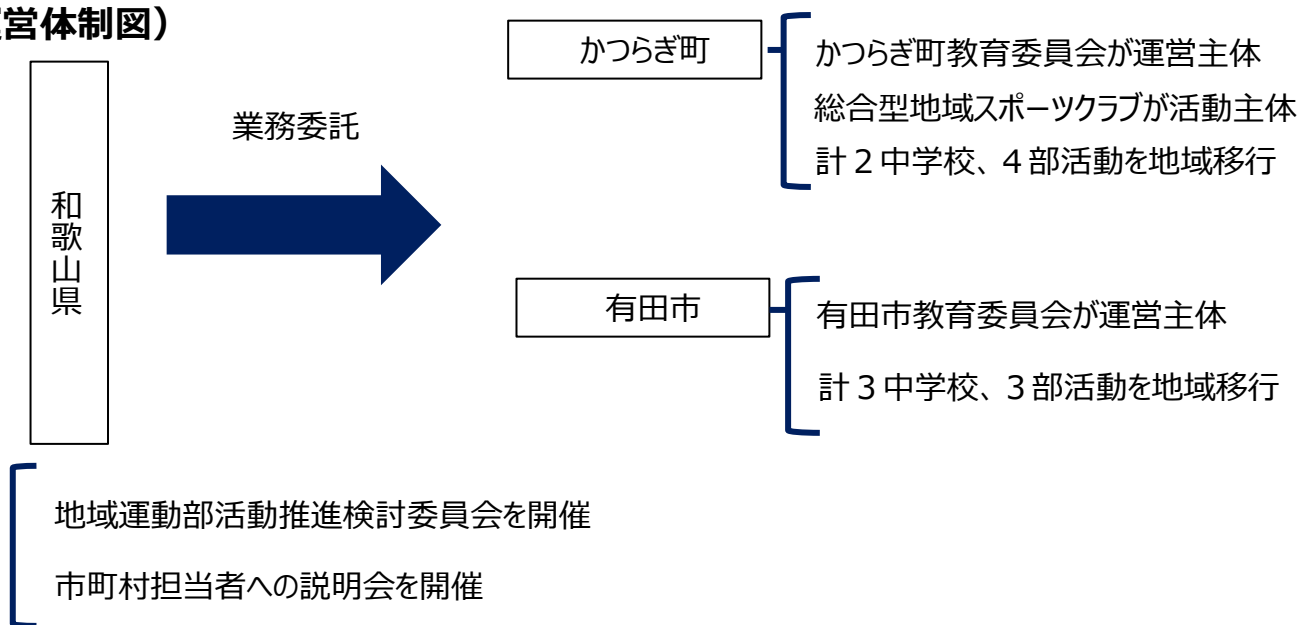 営体制図）
和歌山県
業務委託
かつらぎ町
かつらぎ町教育委員会が運営主体
総合型地域スポーツクラブが活動主体
計２中学校、４部活動を地域移行
有田市
有田市教育委員会が運営主体
計３中学校、３部活動を地域移行
地域運動部活動推進検討委員会を開催
市町村担当者への説明会を開催